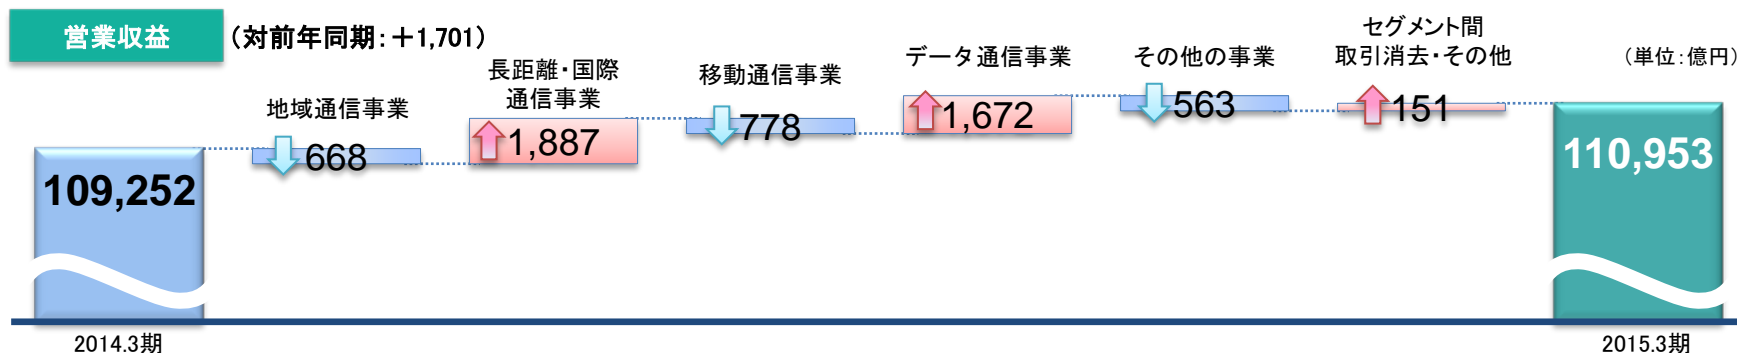 営業収益
(対前年同期:+1,701)
(単位:億円)
地域通信事業
668
長距離・国際
通信事業
1,887
移動通信事業
778
データ通信事業
1,672
その他の事業
563
セグメント間
取引消去・その他
151
109,252
110,953
2014.3期
2015.3期